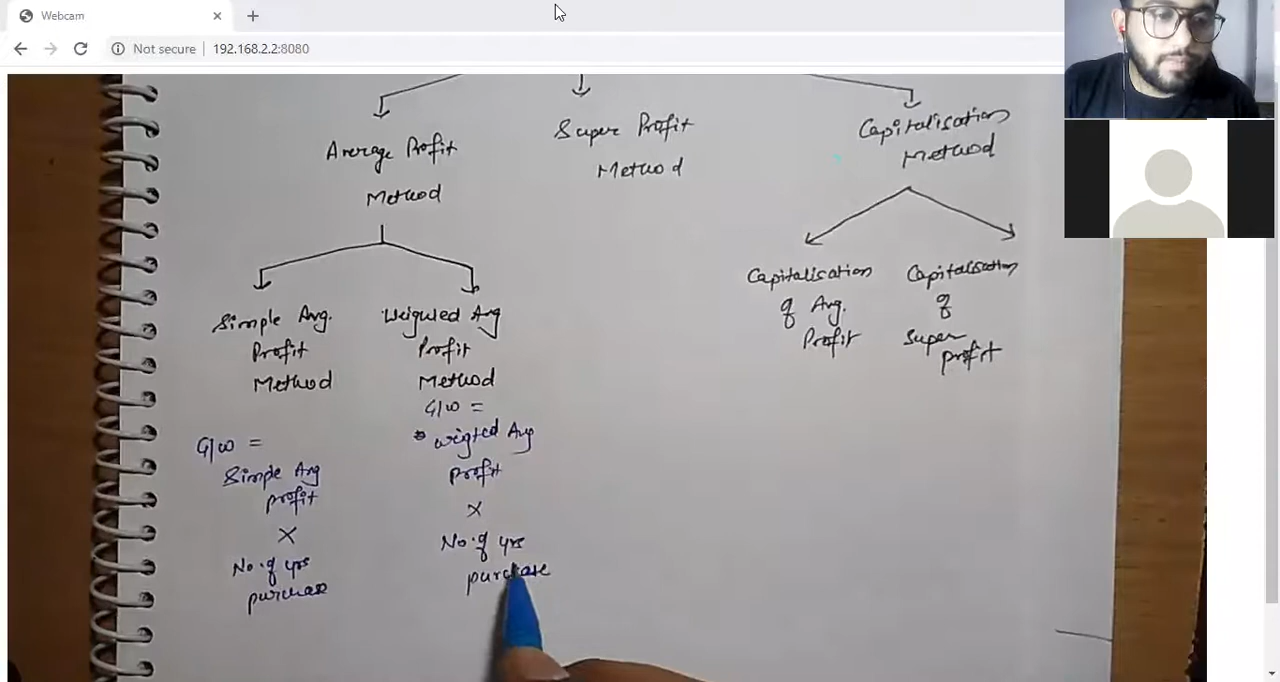 Webcam
Not secure
192.168.2.2:8080
Average Profit
Method
Super Profit
Method
Capitalisation
Method
Simple Avg.
Profit
Method
Weigted Avg
Profit
Method
Capitalisation
of Avg.
Profit
Capitalisation
of
Super
profit
G/w =
Simple Avg
profit
X
No. of yrs
purchase
G/w =
wigted Avg
profit
X
No. of yrs
purchase